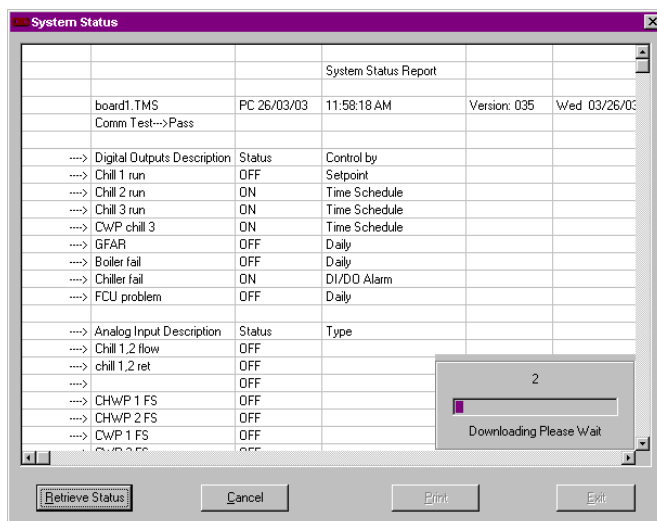 System Status
System Status Report
board1.TMS PC 26/03/03 11:58:18 AM Version: 035 Wed 03/26/03
Comm Test--->Pass
----> Digital Outputs Description Status Control by
----> Chill 1 run OFF Setpoint
----> Chill 2 run ON Time Schedule
----> Chill 3 run ON Time Schedule
----> CWP chill 3 ON Time Schedule
----> GFAR OFF Daily
----> Boiler fail OFF Daily
----> Chiller fail ON DI/DO Alarm
----> FCU problem OFF Daily
----> Analog Input Description Status Type
----> Chill 1,2 flow OFF
----> chill 1,2 ret OFF
----> OFF
----> CHWP 1 FS OFF
----> CHWP 2 FS OFF
----> CWP 1 FS OFF
----> CWP 2 FS OFF
2
Downloading Please Wait
Retrieve Status Cancel Print Exit